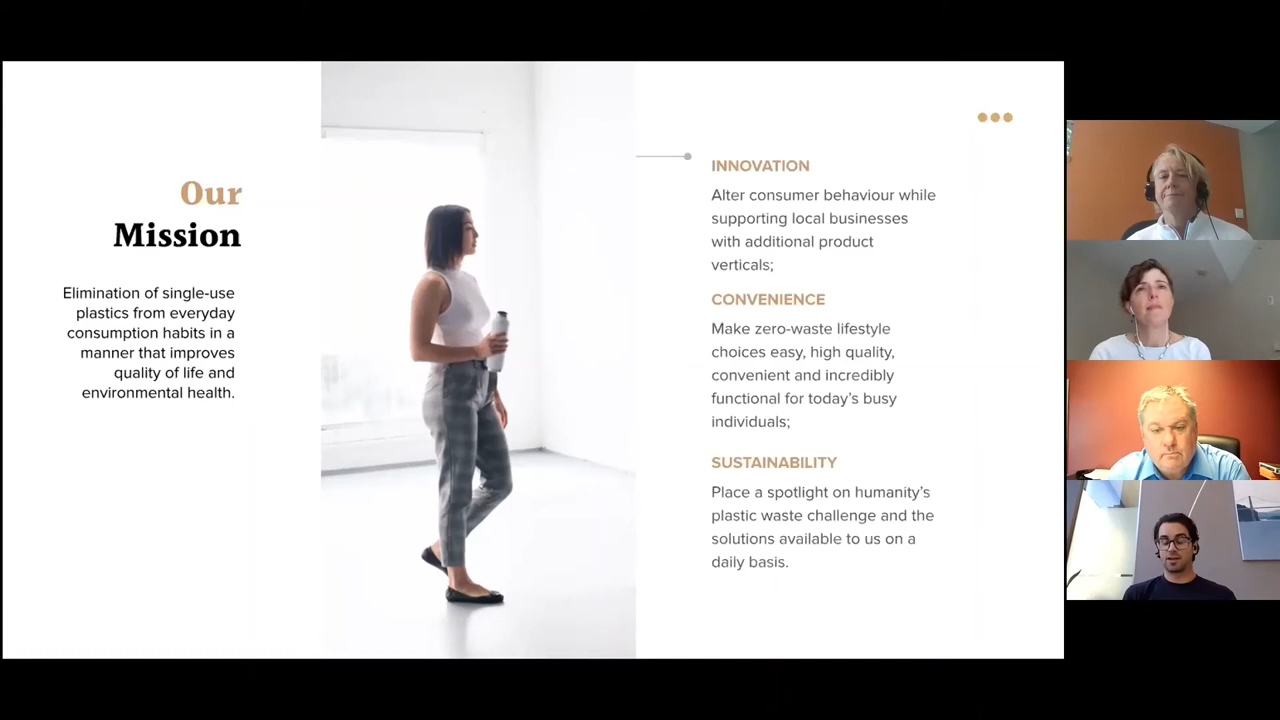 Our
Mission
Elimination of single-use
plastics from everyday
consumption habits in a
manner that improves
quality of life and
environmental health.
INNOVATION
Alter consumer behaviour while
supporting local businesses
with additional product
verticals;
CONVENIENCE
Make zero-waste lifestyle
choices easy, high quality,
convenient and incredibly
functional for today's busy
individuals;
SUSTAINABILITY
Place a spotlight on humanity's
plastic waste challenge and the
solutions available to us on a
daily basis.